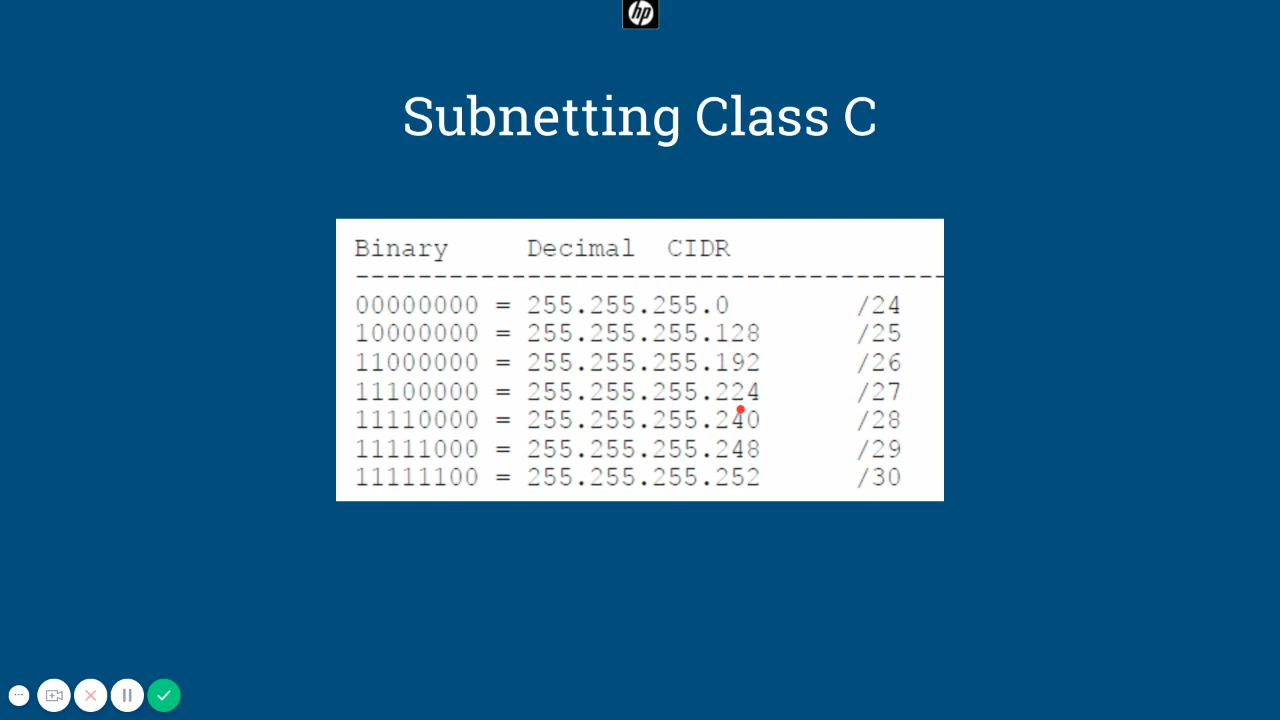 hp
Subnetting Class C
Binary Decimal CIDR
--------------------------------------
00000000 = 255.255.255.0 /24
10000000 = 255.255.255.128 /25
11000000 = 255.255.255.192 /26
11100000 = 255.255.255.224 /27
11110000 = 255.255.255.240 /28
11111000 = 255.255.255.248 /29
11111100 = 255.255.255.252 /30